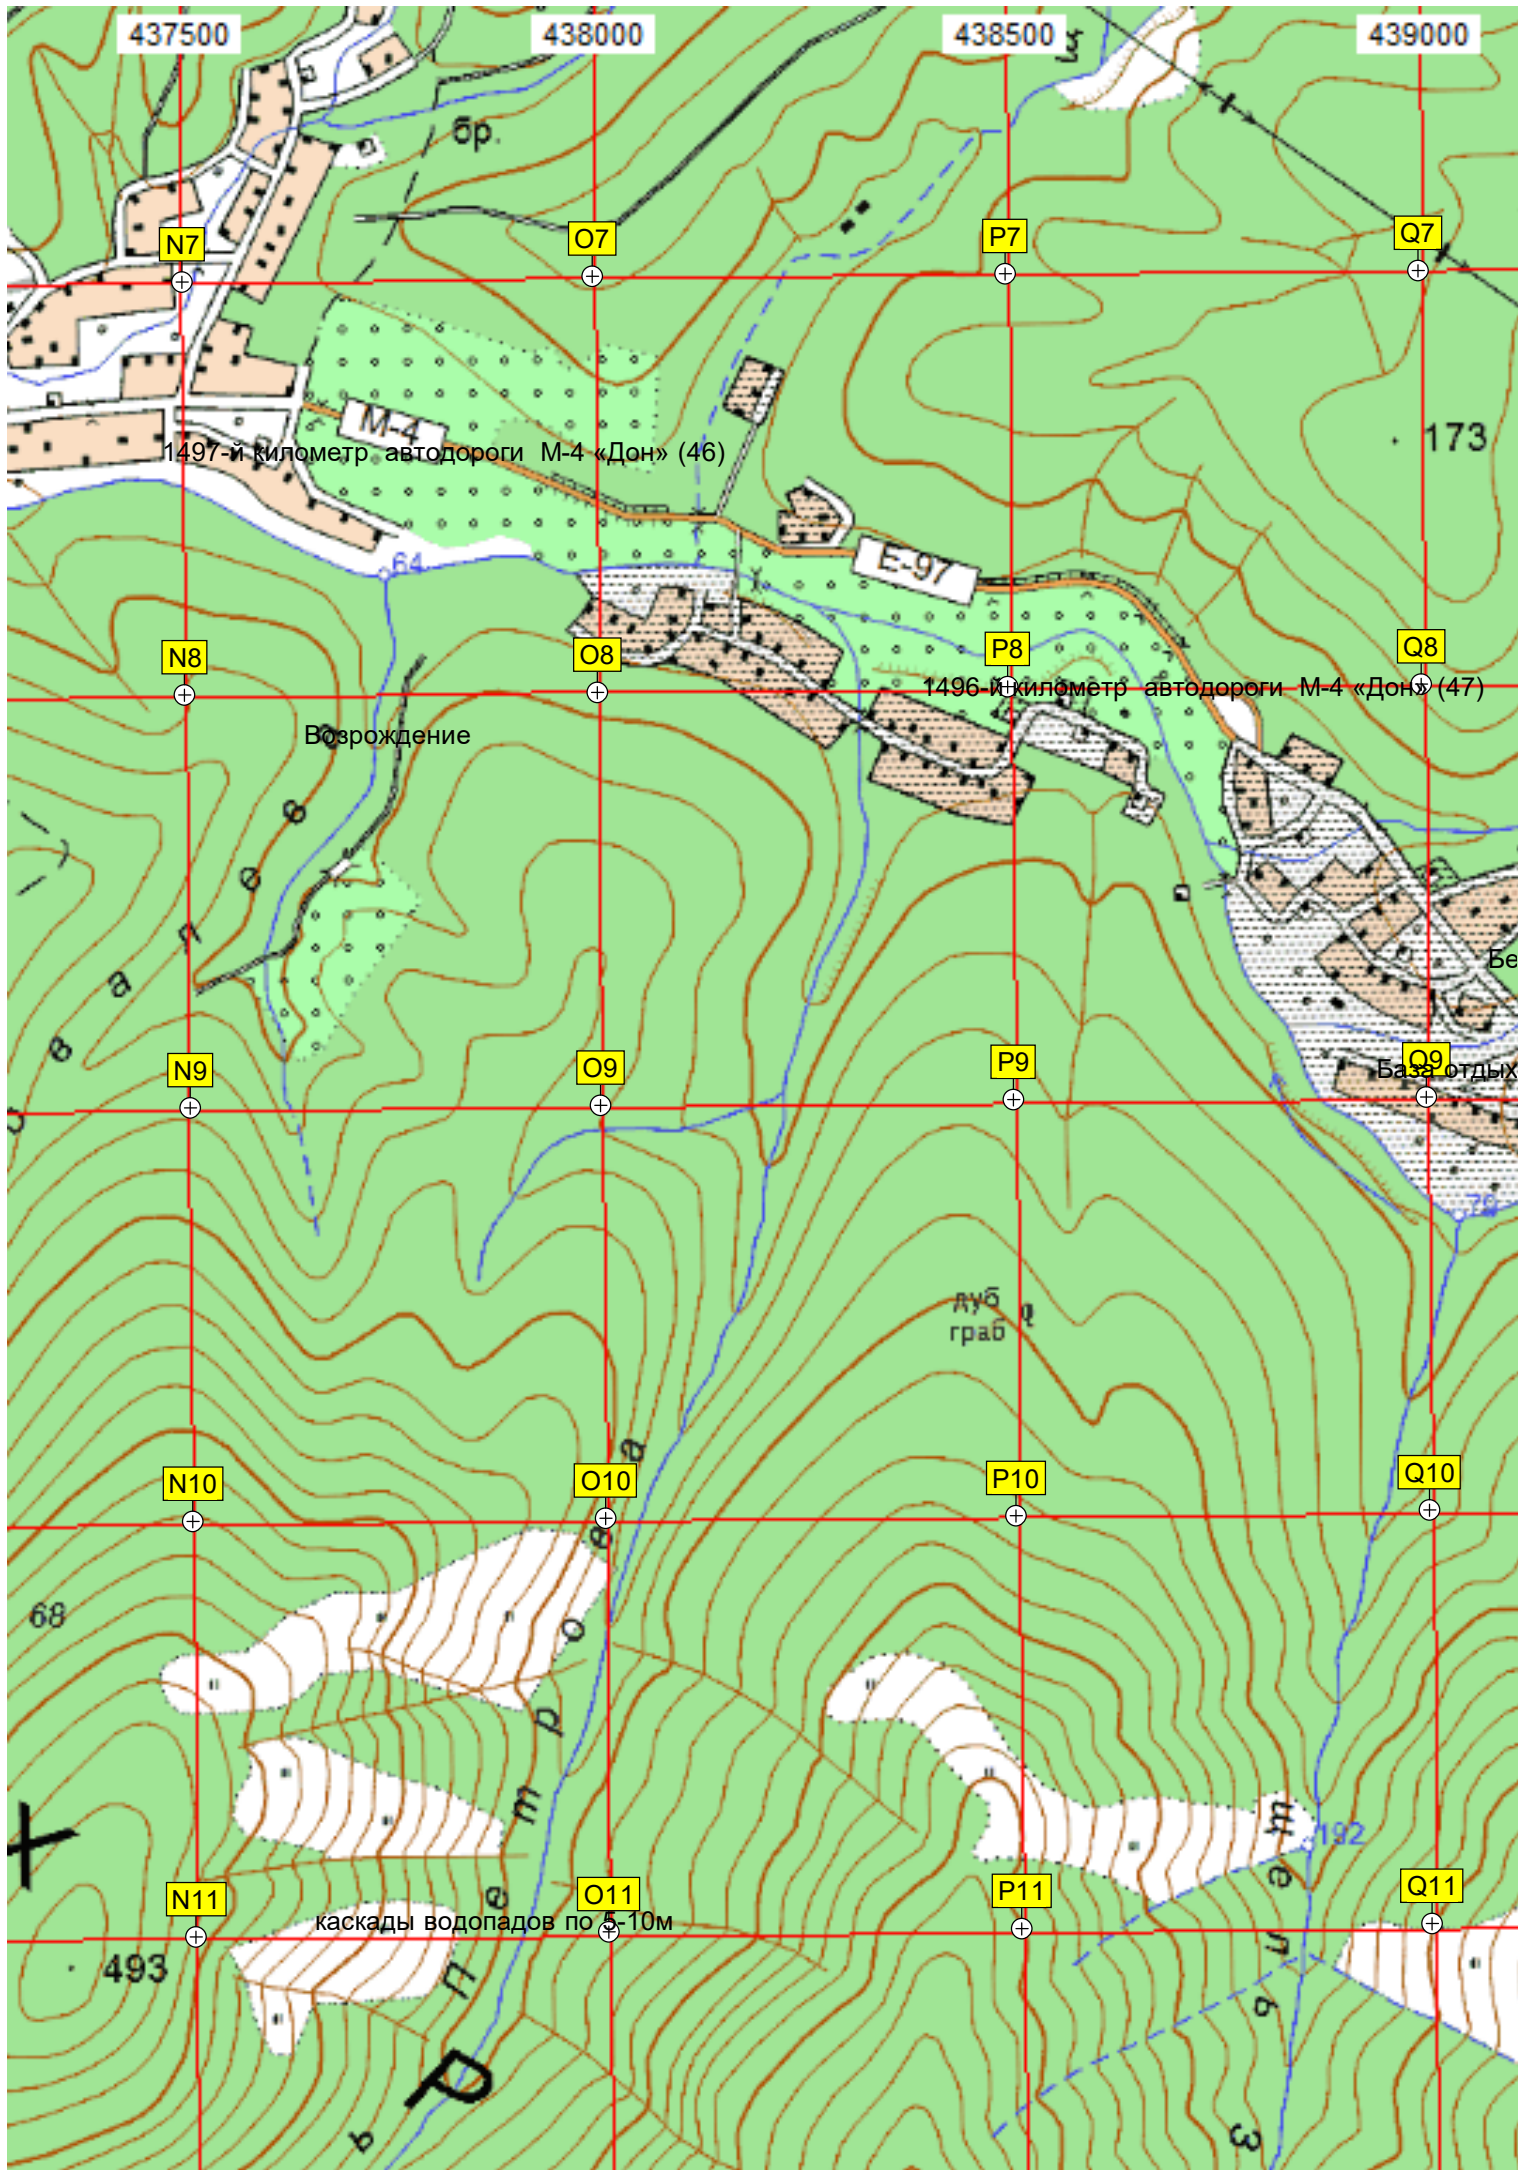 437500 438000 438500 439000
бр.
N7 O7 P7 Q7
М-4
173
1497-й километр автодороги М-4 «Дон» (46)
Е-97
64
N8 O8 P8 Q8
1496-й километр автодороги М-4 «Дон» (47)
Возрождение
Бе
N9 O9 P9 Q9
База отдых
дуб
граб
N10 O10 P10 Q10
68
192
N11 O11 P11 Q11
каскады водопадов по 5-10м
493
Петрова
Щель
Р
З